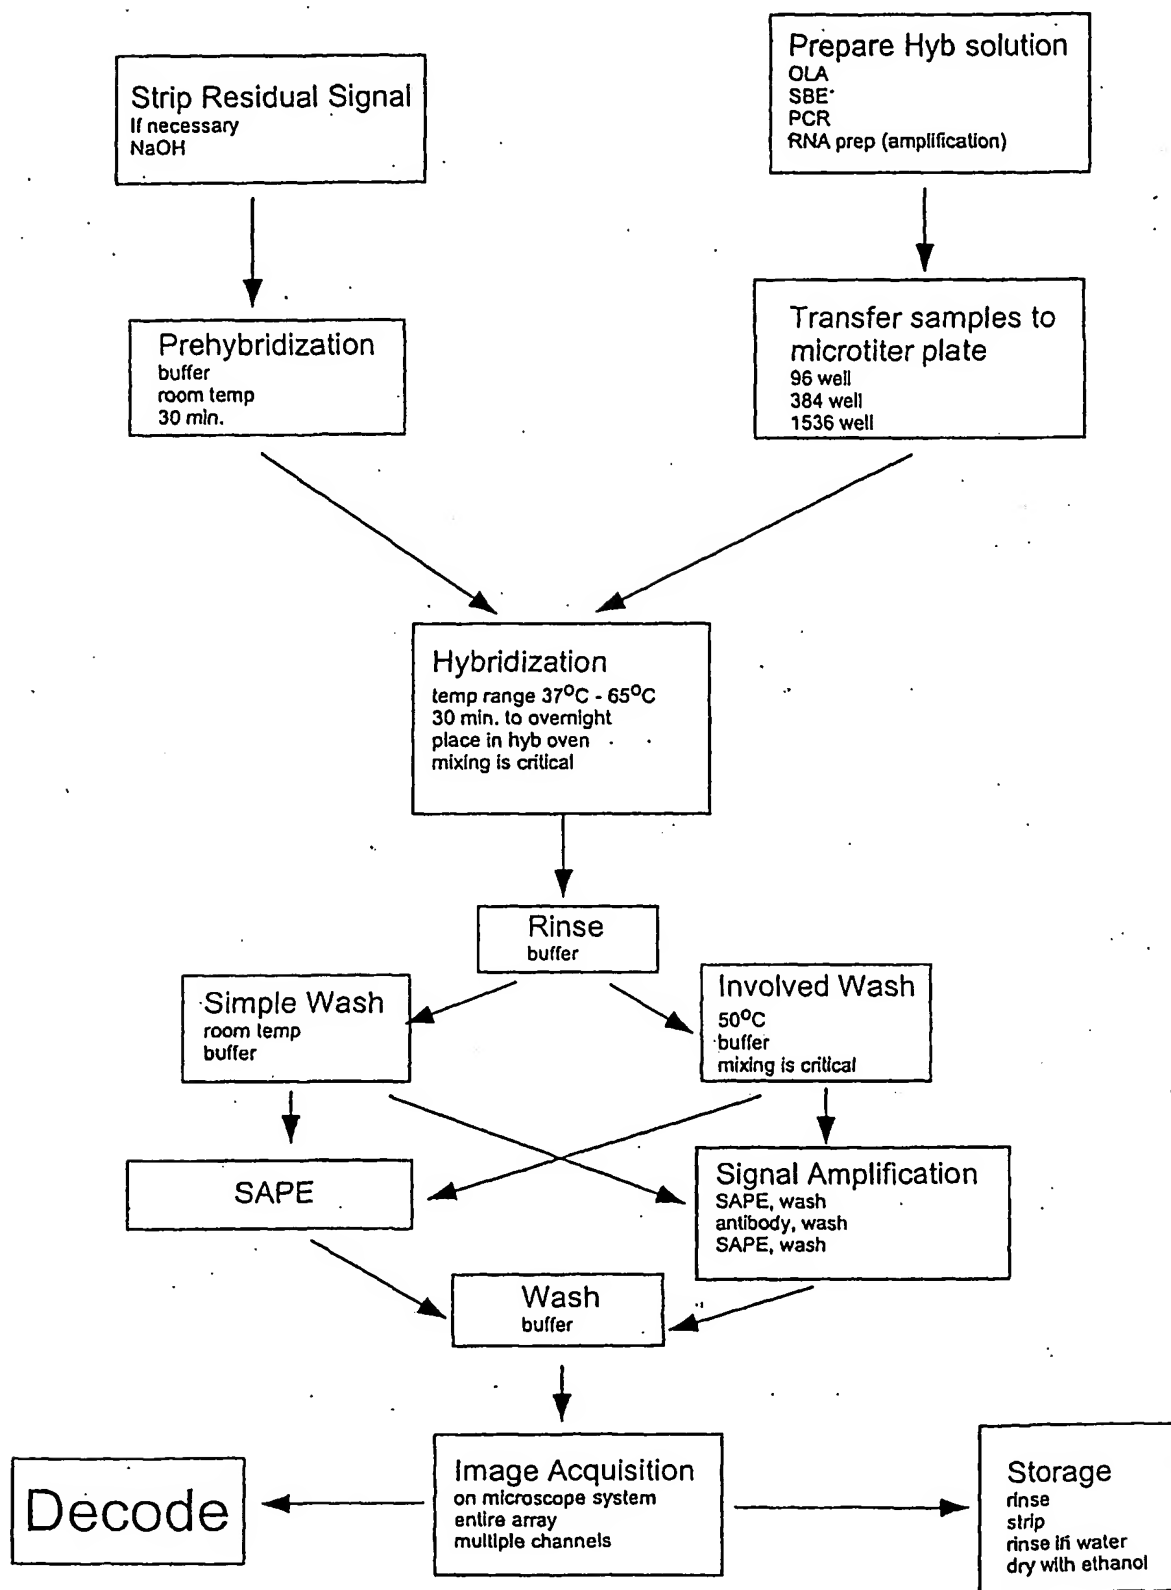 Strip Residual Signal
If necessary
NaOH
Prepare Hyb solution
OLA
SBE
PCR
RNA prep (amplification)
Prehybridization
buffer
room temp
30 min.
Transfer samples to
microtiter plate
96 well
384 well
1536 well
Hybridization
temp range 37°C - 65°C
30 min. to overnight
place in hyb oven
mixing is critical
Rinse
buffer
Simple Wash
room temp
buffer
Involved Wash
50°C
buffer
mixing is critical
SAPE
Signal Amplification
SAPE, wash
antibody, wash
SAPE, wash
Wash
buffer
Decode
Image Acquisition
on microscope system
entire array
multiple channels
Storage
rinse
strip
rinse in water
dry with ethanol